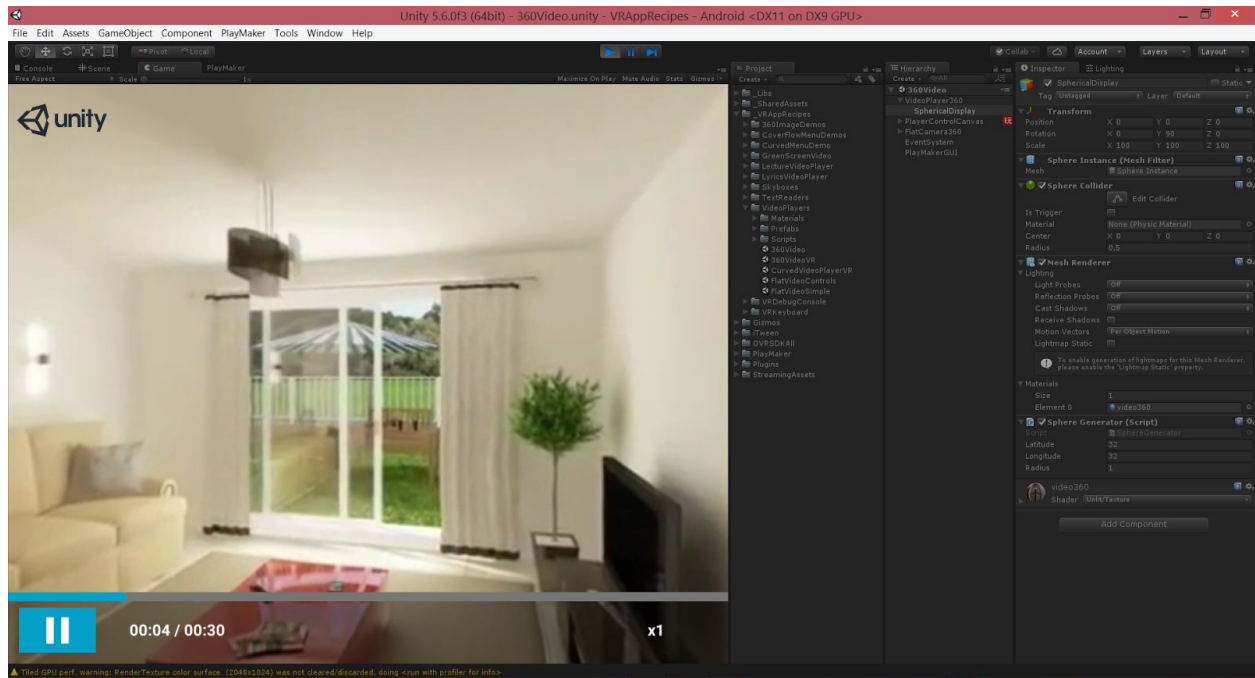 Unity 5.6.0f3 (64bit) - 360Video.unity - VRAppRecipes - Android <DX11 on DX9 GPU>
File Edit Assets GameObject Component PlayMaker Tools Window Help
Pivot Local
Collab Account Layers Layout
Console #Scene Game PlayMaker
Free Aspect Scale 1x Maximize On Play Mute Audio Stats Gizmos
unity
00:04 / 00:30
x1
Project
Create
_Libs
_SharedAssets
_VRAppRecipes
360ImageDemos
CoverFlowMenuDemos
CurvedMenuDemo
GreenScreenVideo
LectureVideoPlayer
LyricsVideoPlayer
Skyboxes
TextReaders
VideoPlayers
Materials
Prefabs
Scripts
360Video
360VideoVR
CurvedVideoPlayerVR
FlatVideoControls
FlatVideoSimple
VRDebugConsole
VRKeyboard
Gizmos
iTween
OVRSDKAll
PlayMaker
Plugins
StreamingAssets
Hierarchy
Create All
360Video
VideoPlayer360
SphericalDisplay
PlayerControlCanvas
FlatCamera360
EventSystem
PlayMakerGUI
Inspector Lighting
SphericalDisplay Static
Tag Untagged Layer Default
Transform
Position X 0 Y 0 Z 0
Rotation X 0 Y 90 Z 0
Scale X 100 Y 100 Z 100
Sphere Instance (Mesh Filter)
Mesh Sphere Instance
Sphere Collider
Edit Collider
Is Trigger
Material None (Physic Material)
Center X 0 Y 0 Z 0
Radius 0.5
Mesh Renderer
Lighting
Light Probes Off
Reflection Probes Off
Cast Shadows Off
Receive Shadows
Motion Vectors Per Object Motion
Lightmap Static
To enable generation of lightmaps for this Mesh Renderer,
please enable the 'Lightmap Static' property.
Materials
Size 1
Element 0 video360
Sphere Generator (Script)
Script SphereGenerator
Latitude 32
Longitude 32
Radius 1
video360
Shader Unlit/Texture
Add Component
Tiled GPU perf. warning: RenderTexture color surface (2048x1024) was not cleared/discarded, doing <run with profiler for info>